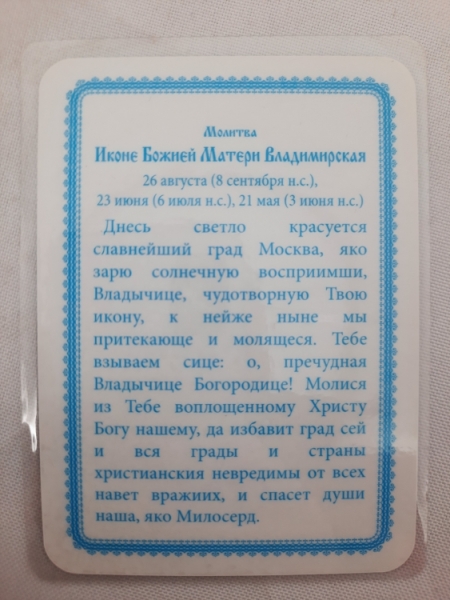 Молитва
Иконе Божией Матери Владимирская
26 августа (8 сентября н.с.),
23 июня (6 июля н.с.), 21 мая (3 июня н.с.)
Днесь светло красуется
славнейший град Москва, яко
зарю солнечную восприимши,
Владычице, чудотворную Твою
икону, к нейже ныне мы
притекающе и молящеся. Тебе
взываем сице: о, пречудная
Владычице Богородице! Молися
из Тебе воплощенному Христу
Богу нашему, да избавит град сей
и вся грады и страны
христианския невредимы от всех
навет вражиих, и спасет души
наша, яко Милосерд.